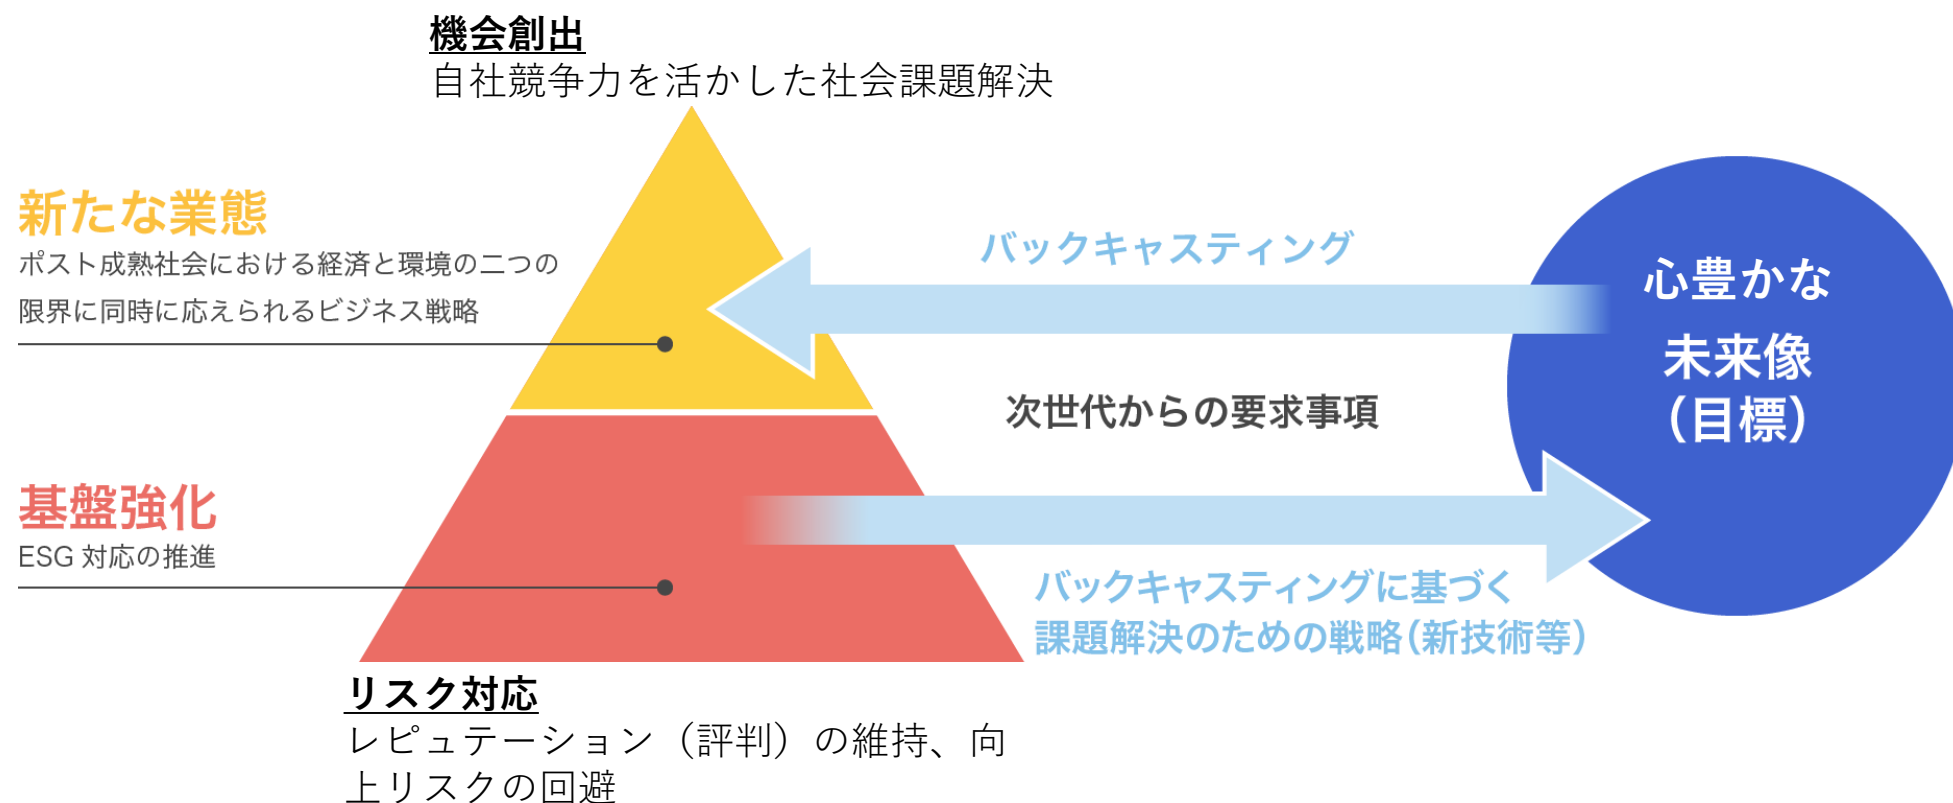 機会創出
自社競争力を活かした社会課題解決
新たな業態
ポスト成熟社会における経済と環境の二つの
限界に同時に応えられるビジネス戦略
バックキャスティング
心豊かな
未来像
（目標）
次世代からの要求事項
基盤強化
ESG 対応の推進
バックキャスティングに基づく
課題解決のための戦略（新技術等）
リスク対応
レピュテーション（評判）の維持、向
上リスクの回避